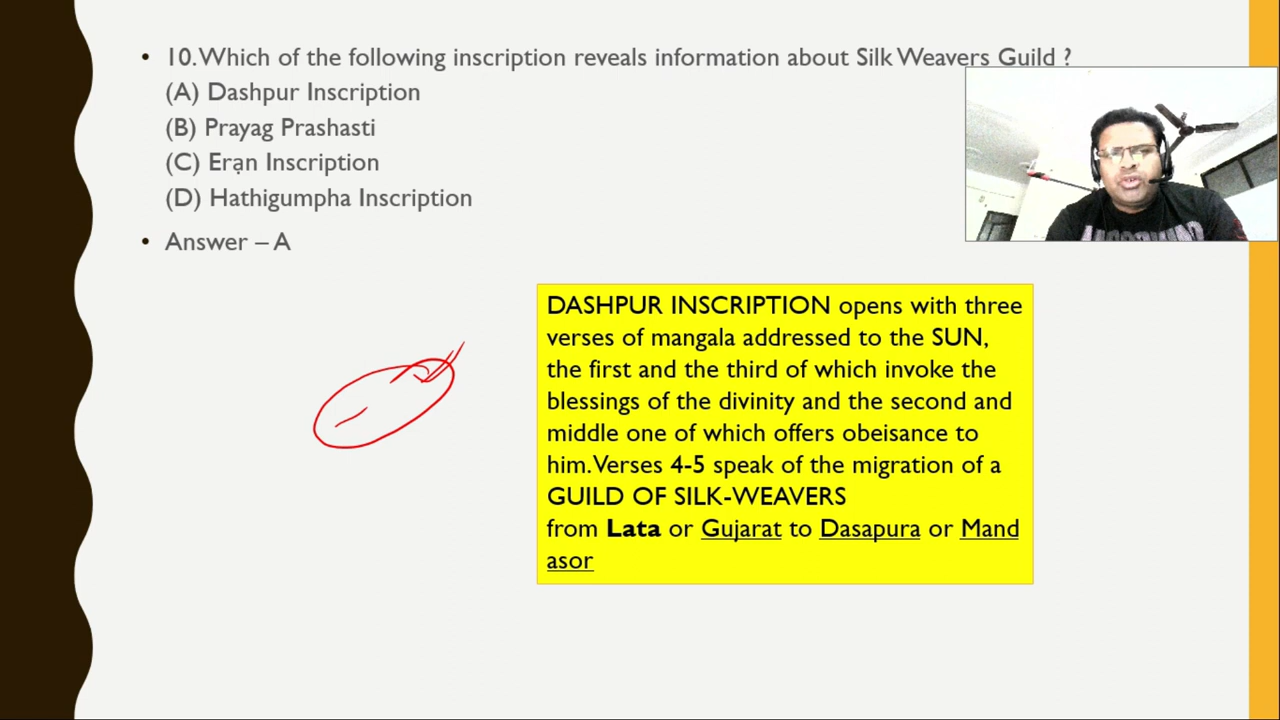 • 10. Which of the following inscription reveals information about Silk Weavers Guild ?
(A) Dashpur Inscription
(B) Prayag Prashasti
(C) Eraṇ Inscription
(D) Hathigumpha Inscription
• Answer – A
DASHPUR INSCRIPTION opens with three
verses of mangala addressed to the SUN,
the first and the third of which invoke the
blessings of the divinity and the second and
middle one of which offers obeisance to
him. Verses 4-5 speak of the migration of a
GUILD OF SILK-WEAVERS
from Lata or Gujarat to Dasapura or Mand
asor